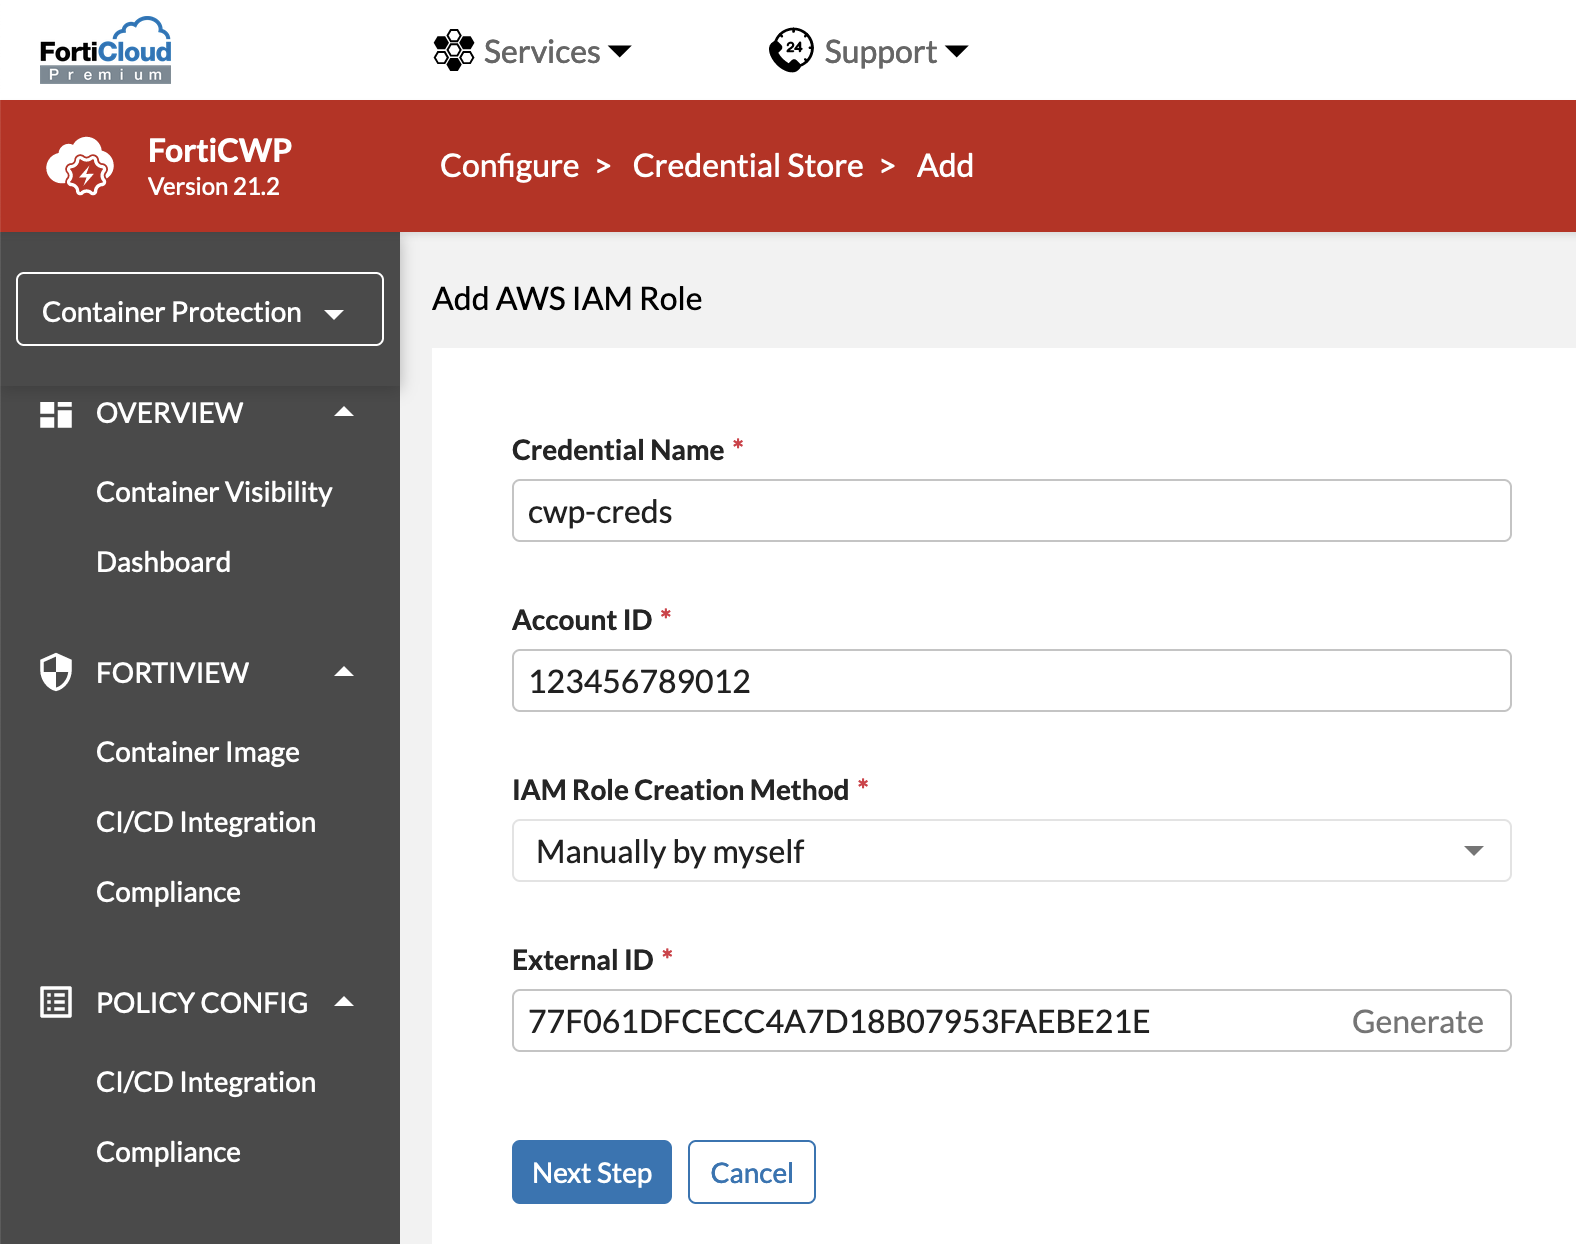 FortiCloud
Premium
Services
24
Support
FortiCWP
Version 21.2
Configure > Credential Store > Add
Container Protection
OVERVIEW
Container Visibility
Dashboard
FORTIVIEW
Container Image
CI/CD Integration
Compliance
POLICY CONFIG
CI/CD Integration
Compliance
Add AWS IAM Role
Credential Name *
cwp-creds
Account ID *
123456789012
IAM Role Creation Method *
Manually by myself
External ID *
77F061DFCECC4A7D18B07953FAEBE21E Generate
Next Step Cancel